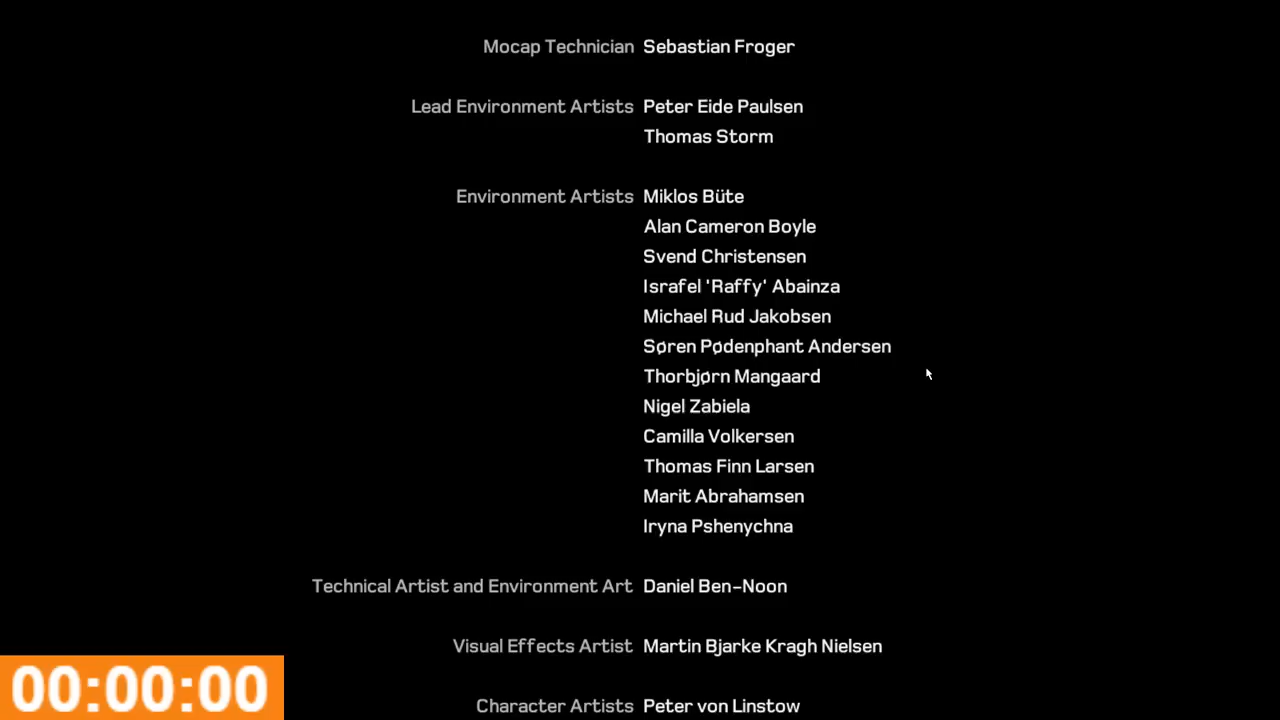 Mocap Technician Sebastian Froger
Lead Environment Artists Peter Eide Paulsen
Thomas Storm
Environment Artists Miklos Büte
Alan Cameron Boyle
Svend Christensen
Israfel 'Raffy' Abainza
Michael Rud Jakobsen
Søren Pødenphant Andersen
Thorbjørn Mangaard
Nigel Zabiela
Camilla Volkersen
Thomas Finn Larsen
Marit Abrahamsen
Iryna Pshenychna
Technical Artist and Environment Art Daniel Ben-Noon
Visual Effects Artist Martin Bjarke Kragh Nielsen
Character Artists Peter von Linstow
00:00:00